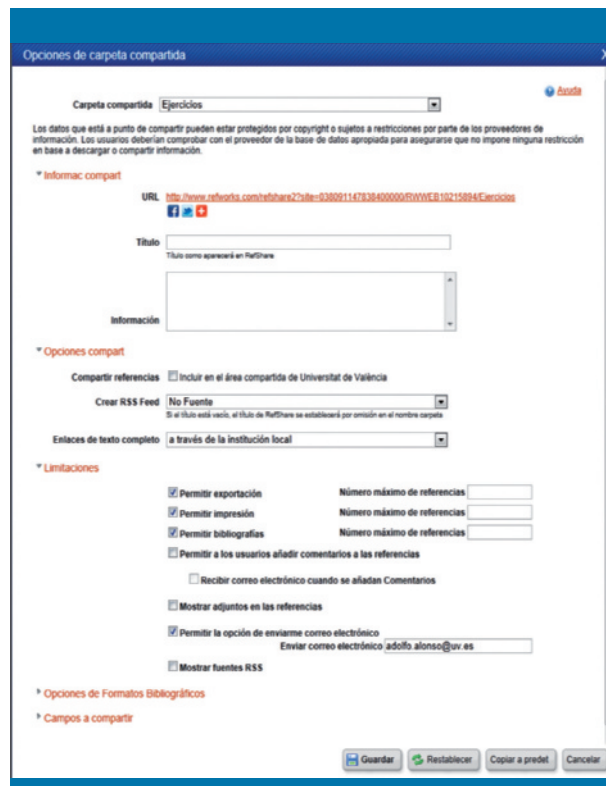 Opciones de carpeta compartida X
Ayuda
Carpeta compartida Ejercicios
Los datos que está a punto de compartir pueden estar protegidos por copyright o sujetos a restricciones por parte de los proveedores de
información. Los usuarios deberían comprobar con el proveedor de la base de datos apropiada para asegurarse que no impone ninguna restricción
en base a descargar o compartir información.
Informac compart
URL http://www.refworks.com/refshare2?site=038091147838400000/RWWEB10215894/Ejercicios
Título
Título como aparecerá en RefShare
Información
Opciones compart
Compartir referencias Incluir en el área compartida de Universitat de València
Crear RSS Feed No Fuente
Si el título está vacío, el título de RefShare se establecerá por omisión en el nombre carpeta
Enlaces de texto completo a través de la institución local
Limitaciones
Permitir exportación Número máximo de referencias
Permitir impresión Número máximo de referencias
Permitir bibliografías Número máximo de referencias
Permitir a los usuarios añadir comentarios a las referencias
Recibir correo electrónico cuando se añadan Comentarios
Mostrar adjuntos en las referencias
Permitir la opción de enviarme correo electrónico
Enviar correo electrónico adolfo.alonso@uv.es
Mostrar fuentes RSS
Opciones de Formatos Bibliográficos
Campos a compartir
Guardar Restablecer Copiar a predet Cancelar